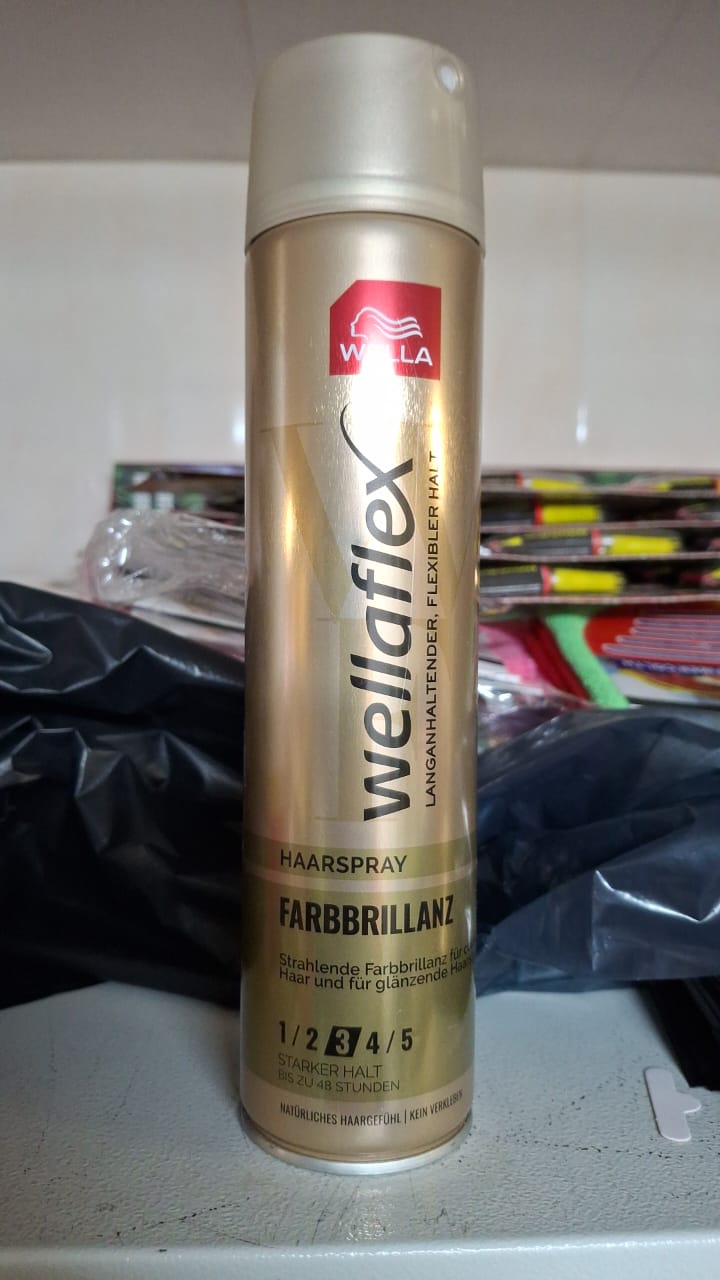 WELLA
wellaflex
LANGANHALTENDER, FLEXIBLER HALT
HAARSPRAY
FARBBRILLANZ
Strahlende Farbbrillanz für
Haar und für glänzende
1 / 2 3 4 / 5
STARKER HALT
BIS ZU 48 STUNDEN
NATÜRLICHES HAARGEFÜHL | KEIN VERKLEBEN